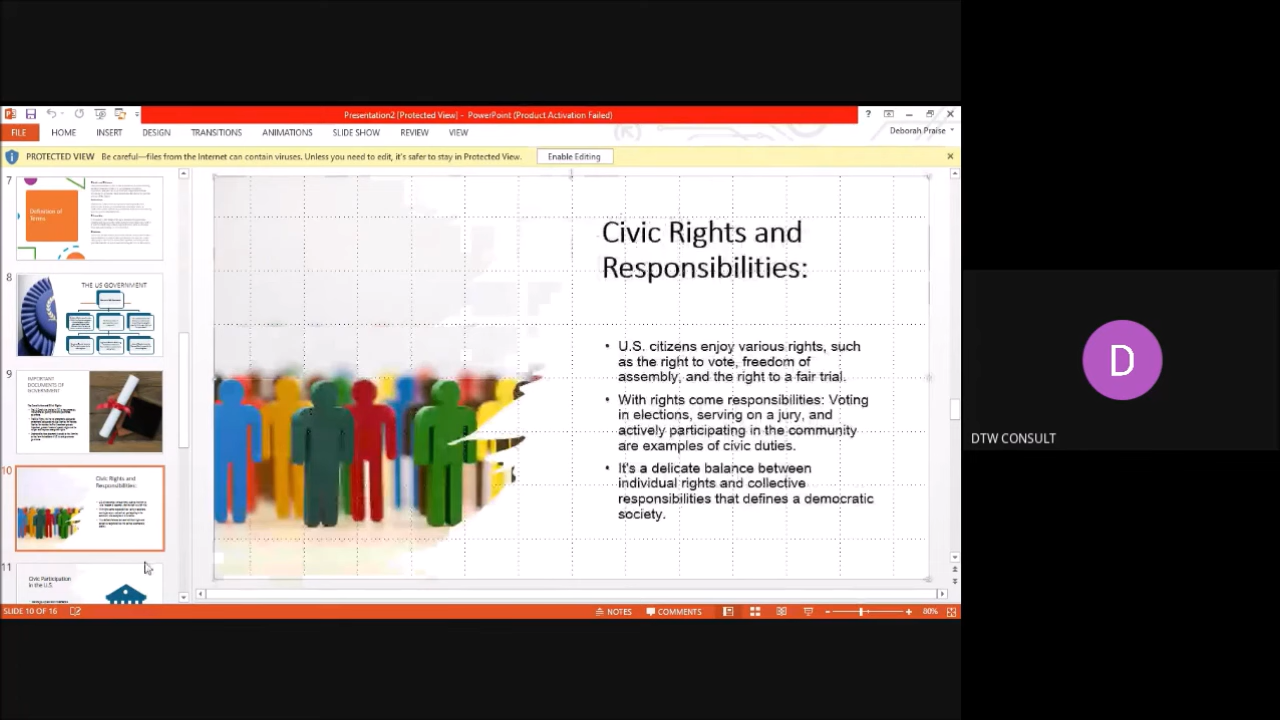 Presentation2 [Protected View] - PowerPoint (Product Activation Failed)
?
FILE HOME INSERT DESIGN TRANSITIONS ANIMATIONS SLIDE SHOW REVIEW VIEW
Deborah Praise
PROTECTED VIEW Be careful—files from the Internet can contain viruses. Unless you need to edit, it's safer to stay in Protected View. Enable Editing
7
Definition of
Terms
8
THE US GOVERNMENT
9
IMPORTANT
DOCUMENTS OF
GOVERNMENT
10
Civic Rights and
Responsibilities:
11
Civic Participation
in the U.S.
Civic Rights and
Responsibilities:
• U.S. citizens enjoy various rights, such
as the right to vote, freedom of
assembly, and the right to a fair trial.
• With rights come responsibilities: Voting
in elections, serving on a jury, and
actively participating in the community
are examples of civic duties.
• It's a delicate balance between
individual rights and collective
responsibilities that defines a democratic
society.
D
DTW CONSULT
SLIDE 10 OF 16 NOTES COMMENTS 80%